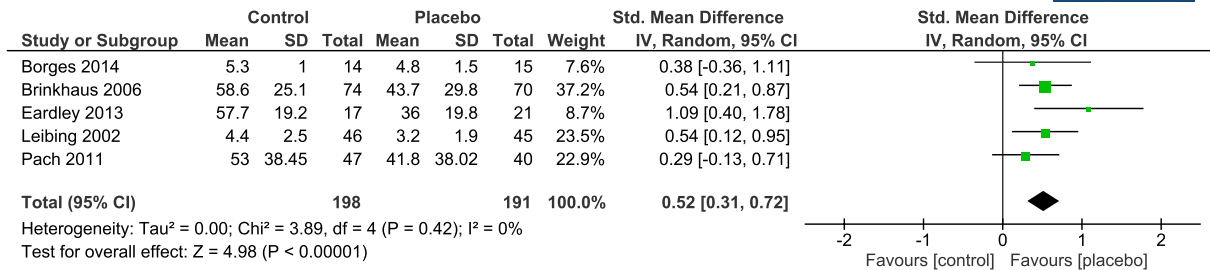 Control Placebo Std. Mean Difference Std. Mean Difference
Study or Subgroup Mean SD Total Mean SD Total Weight IV, Random, 95% CI IV, Random, 95% CI
Borges 2014 5.3 1 14 4.8 1.5 15 7.6% 0.38 [-0.36, 1.11]
Brinkhaus 2006 58.6 25.1 74 43.7 29.8 70 37.2% 0.54 [0.21, 0.87]
Eardley 2013 57.7 19.2 17 36 19.8 21 8.7% 1.09 [0.40, 1.78]
Leibing 2002 4.4 2.5 46 3.2 1.9 45 23.5% 0.54 [0.12, 0.95]
Pach 2011 53 38.45 47 41.8 38.02 40 22.9% 0.29 [-0.13, 0.71]
Total (95% CI) 198 191 100.0% 0.52 [0.31, 0.72]
Heterogeneity: Tau² = 0.00; Chi² = 3.89, df = 4 (P = 0.42); I² = 0%
Test for overall effect: Z = 4.98 (P < 0.00001)
-2 -1 0 1 2
Favours [control] Favours [placebo]